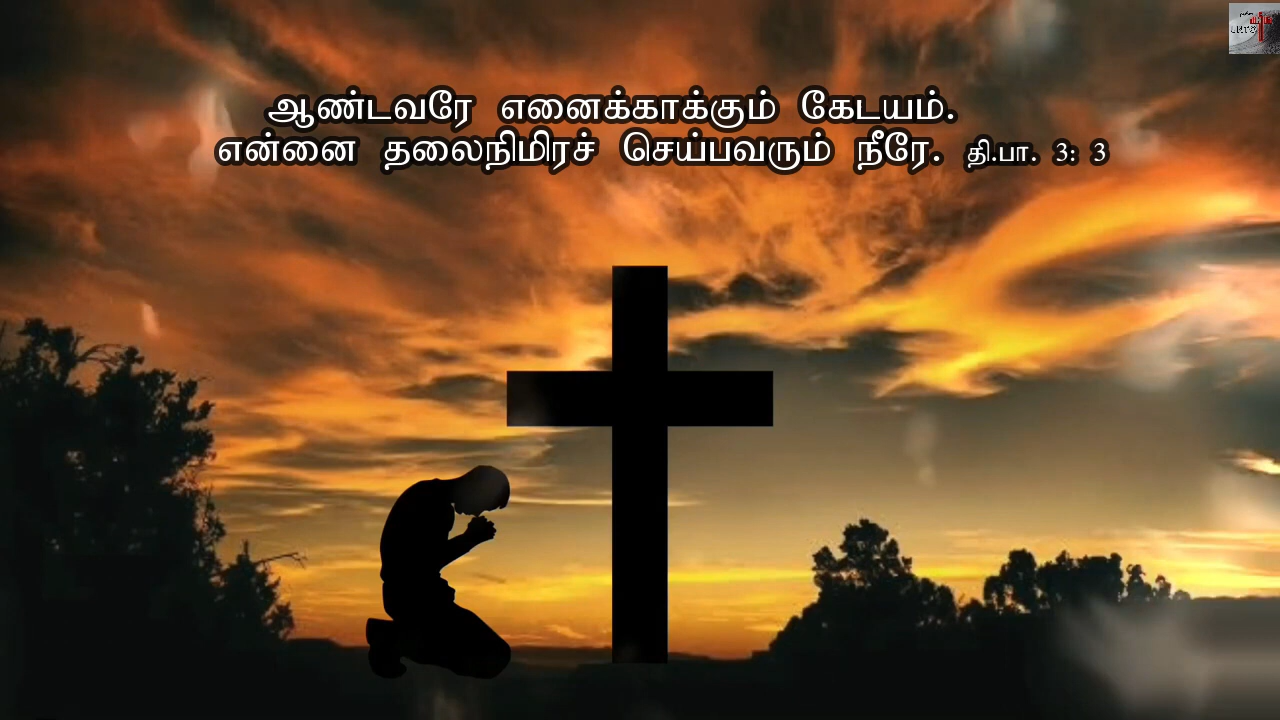 ஆண்டவரே எனைக்காக்கும் கேடயம்.
என்னை தலைநிமிரச் செய்பவரும் நீரே. தி.பா. 3: 3